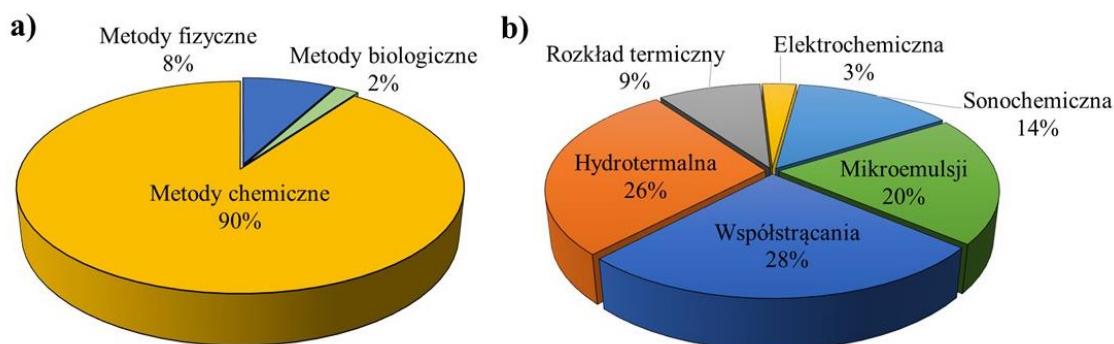 a)
Metody fizyczne
8%
Metody biologiczne
2%
Metody chemiczne
90%
b)
Rozkład termiczny
9%
Elektrochemiczna
3%
Sonochemiczna
14%
Hydrotermalna
26%
Mikroemulsji
20%
Współstrącania
28%